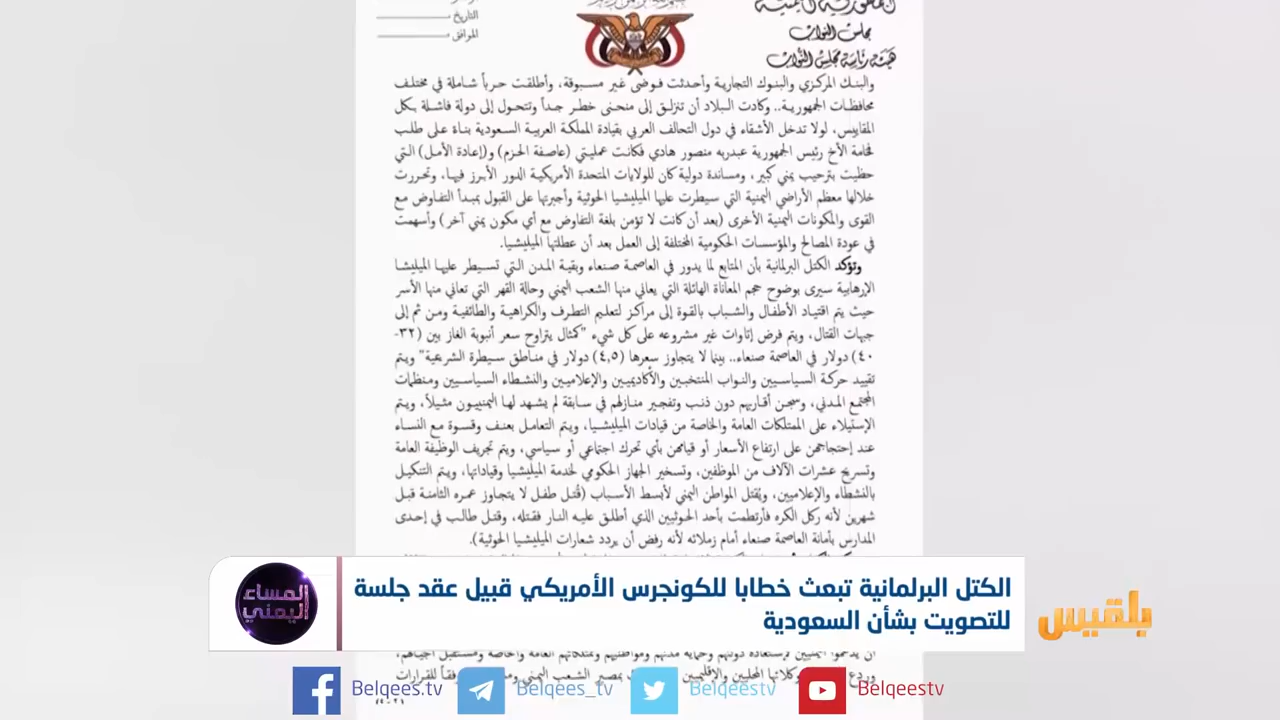 الجمهورية اليمنية
مجلس النواب
هيئة رئاسة مجلس النواب
التاريخ
الموافق
والبنك المركزي والبنوك التجارية وأحدثت فوضى غير مسبوقة، وأطلقت حرباً شاملة في مختلف
محافظات الجمهورية.. وكادت البلاد أن تنزلق إلى منحنى خطر جداً وتتحول إلى دولة فاشلة بكل
المقاييس، لولا تدخل الأشقاء في دول التحالف العربي بقيادة المملكة العربية السعودية بناءً على طلب
فخامة الأخ رئيس الجمهورية عبدربه منصور هادي فكانت عمليتي (عاصفة الحزم) و(إعادة الأمل) التي
حظيت بترحيب يمني كبير، ومساندة دولية كان للولايات المتحدة الأمريكية الدور الأبرز فيها. وتحررت
خلالها معظم الأراضي اليمنية التي سيطرت عليها الميليشيا الحوثية وأجبرتها على القبول بمبدأ التفاوض مع
القوى والمكونات اليمنية الأخرى (بعد أن كانت لا تؤمن بلغة التفاوض مع أي مكون يمني آخر) وأسهمت
في عودة المصالح والمؤسسات الحكومية المختلفة إلى العمل بعد أن عطلتها الميليشيا.
وتؤكد الكتل البرلمانية بأن المتابع لما يدور في العاصمة صنعاء وبقية المدن التي تسيطر عليها الميليشا
الإرهابية سيرى بوضوح حجم المعاناة الهائلة التي يعاني منها الشعب اليمني وحالة القهر التي تعاني منها الأسر
حيث يتم اقتياد الأطفال والشباب بالقوة إلى مراكز لتعليم التطرف والكراهية والطائفية ومن ثم إلى
جبهات القتال، ويتم فرض إتاوات غير مشروعه على كل شيء "كمثال يتراوح سعر أنبوبة الغاز بين (٣٢-
٤٠) دولار في العاصمة صنعاء.. بينما لا يتجاوز سعرها (٤,٥) دولار في مناطق سيطرة الشرعية" ويتم
تقييد حركة السياسيين والنواب المنتخبين والأكاديميين والإعلاميين والنشطاء السياسيين ومنظمات
المجتمع المدني، وسجن أقاربهم دون ذنب وتفجير منازلهم في سابقة لم يشهد لها اليمنيون مثيلاً، ويتم
الإستيلاء على الممتلكات العامة والخاصة من قيادات الميليشيا، ويتم التعامل بعنف وقسوة مع النساء
عند إحتجاجهن على ارتفاع الأسعار أو قيامهن بأي تحرك اجتماعي أو سياسي، ويتم تجريف الوظيفة العامة
وتسريح عشرات الآلاف من الموظفين، وتسخير الجهاز الحكومي لخدمة الميليشيا وقياداتها، ويتم التنكيل
بالنشطاء والإعلاميين، ويُقتل المواطن اليمني لأبسط الأسباب (قُتل طفل لا يتجاوز عمره الثامنة قبل
شهرين لأنه ركل الكره فأرتطمت بأحد الحوثيين الذي أطلق عليه النار فقتله، وقتل طالب في إحدى
المدارس بأمانة العاصمة صنعاء أمام زملائه لأنه رفض أن يردد شعارات الميليشيا الحوثية).
المساء اليمني
الكتل البرلمانية تبعث خطابا للكونجرس الأمريكي قبيل عقد جلسة
للتصويت بشأن السعودية
بلقيس
Belqees.tv
Belqees_tv
Belqeestv
Belqeestv